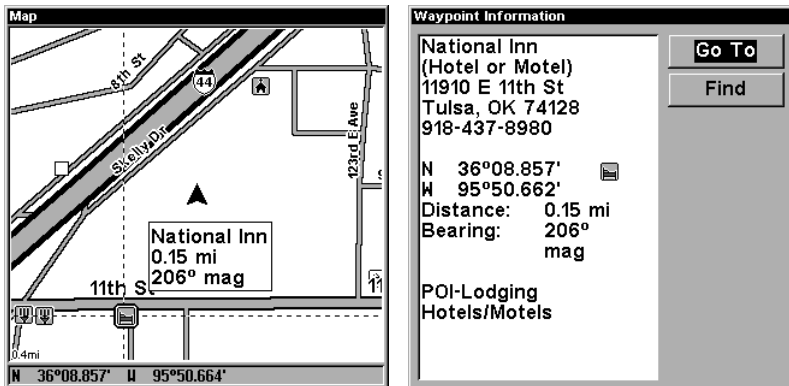 Map
8th St
44
Skelly Dr
123rd E Ave
National Inn
0.15 mi
206º mag
11th St
11
0.4mi
N 36º08.857' W 95º50.664'
Waypoint Information
National Inn
(Hotel or Motel)
11910 E 11th St
Tulsa, OK 74128
918-437-8980
N 36º08.857'
W 95º50.662'
Distance: 0.15 mi
Bearing: 206º
mag
POI-Lodging
Hotels/Motels
Go To
Find